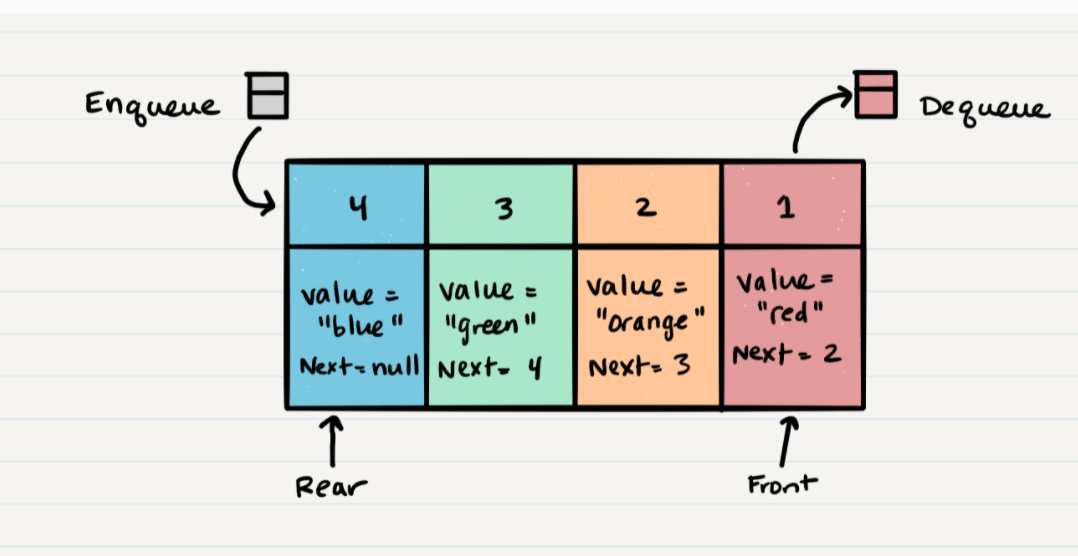 Enqueue
Dequeue
4
3
2
1
value =
"blue"
Next=null
value =
"green"
Next= 4
value =
"orange"
Next= 3
value =
"red"
Next = 2
Rear
Front